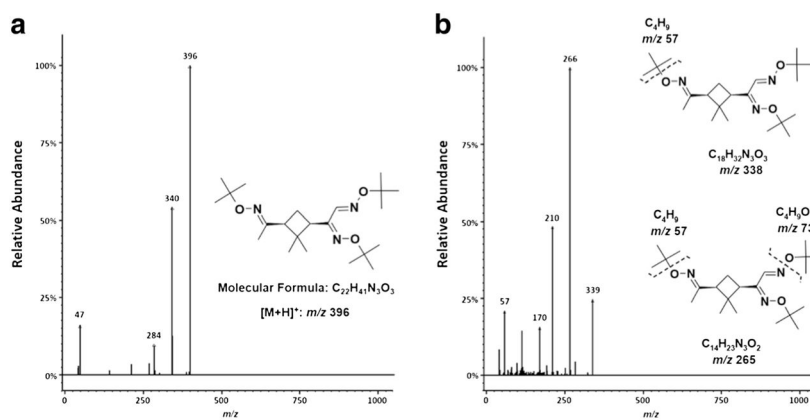 a
396
100%
75%
340
50%
25%
47
284
0%
0
250
500
750
1000
Relative Abundance
m/z
O
N
N
O
N
O
Molecular Formula: C₂₂H₄₁N₃O₃
[M+H]⁺: m/z 396
b
266
100%
75%
210
50%
25%
57
170
339
0%
0
250
500
750
1000
Relative Abundance
m/z
C₄H₉
m/z 57
O
N
N
O
N
O
C₁₈H₃₂N₃O₃
m/z 338
C₄H₉
m/z 57
C₄H₉O
m/z 73
O
N
N
O
N
O
C₁₄H₂₃N₃O₂
m/z 265